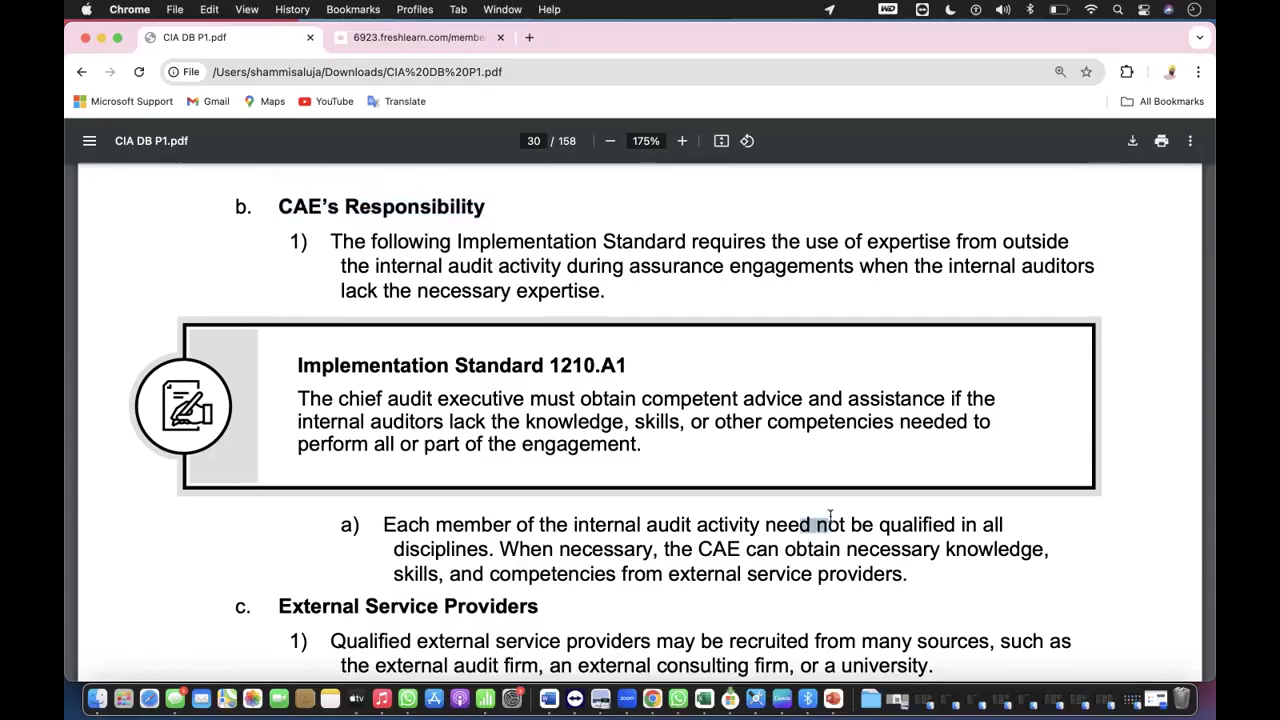 Chrome File Edit View History Bookmarks Profiles Tab Window Help
CIA DB P1.pdf
6923.freshlearn.com/membe
File /Users/shammisaluja/Downloads/CIA%20DB%20P1.pdf
Microsoft Support Gmail Maps YouTube Translate All Bookmarks
CIA DB P1.pdf 30 / 158 175%
b. CAE's Responsibility
1) The following Implementation Standard requires the use of expertise from outside
the internal audit activity during assurance engagements when the internal auditors
lack the necessary expertise.
Implementation Standard 1210.A1
The chief audit executive must obtain competent advice and assistance if the
internal auditors lack the knowledge, skills, or other competencies needed to
perform all or part of the engagement.
a) Each member of the internal audit activity need not be qualified in all
disciplines. When necessary, the CAE can obtain necessary knowledge,
skills, and competencies from external service providers.
c. External Service Providers
1) Qualified external service providers may be recruited from many sources, such as
the external audit firm, an external consulting firm, or a university.